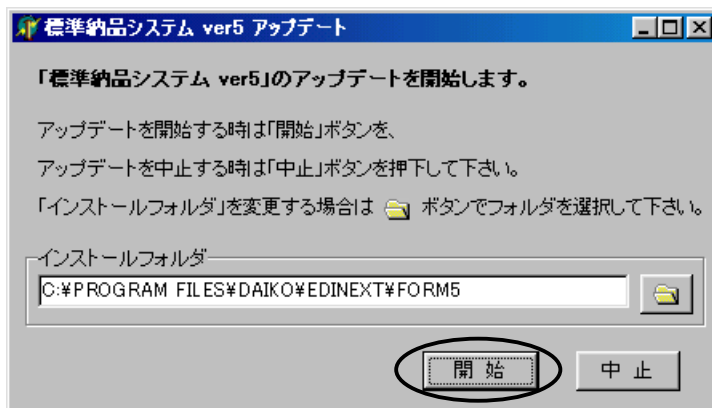 標準納品システム ver5 アップデート
「標準納品システム ver5」のアップデートを開始します。
アップデートを開始する時は「開始」ボタンを、
アップデートを中止する時は「中止」ボタンを押下して下さい。
「インストールフォルダ」を変更する場合は ボタンでフォルダを選択して下さい。
インストールフォルダ
C:¥PROGRAM FILES¥DAIKO¥EDINEXT¥FORM5
開 始 中 止